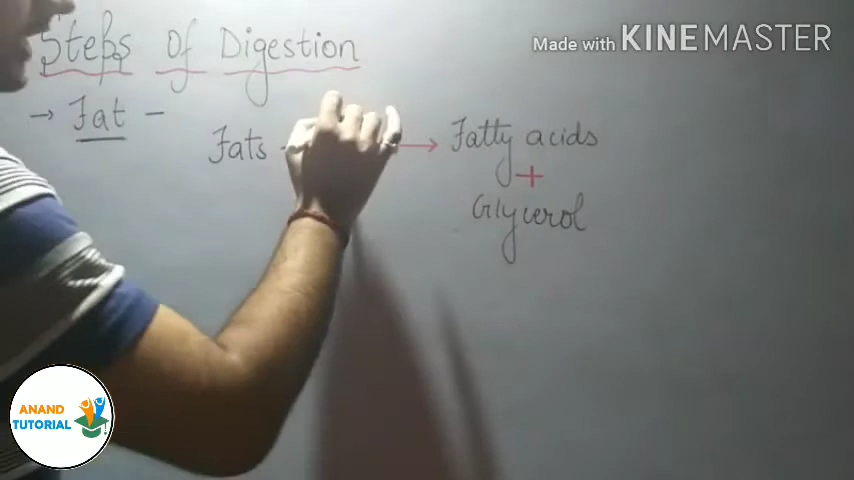 Made with KINEMASTER
Steps Of Digestion
→ Fat -
Fats → Fatty acids
+
Glycerol
ANAND
TUTORIAL